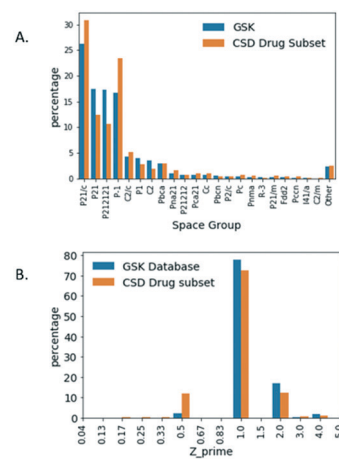 A.
GSK
CSD Drug Subset
percentage
30
25
20
15
10
5
0
P21/c
P21
P212121
P-1
C2/c
P1
C2
Pbca
Pna21
P21212
Pca21
Cc
Pbcn
P2/c
Pc
Pnma
R-3
P21/m
Fdd2
Pccn
I41/a
C2/m
Other
Space Group
B.
GSK Database
CSD Drug subset
percentage
80
70
60
50
40
30
20
10
0
0.04
0.13
0.17
0.25
0.33
0.5
0.67
0.83
1.0
1.5
2.0
3.0
4.0
5.0
Z_prime